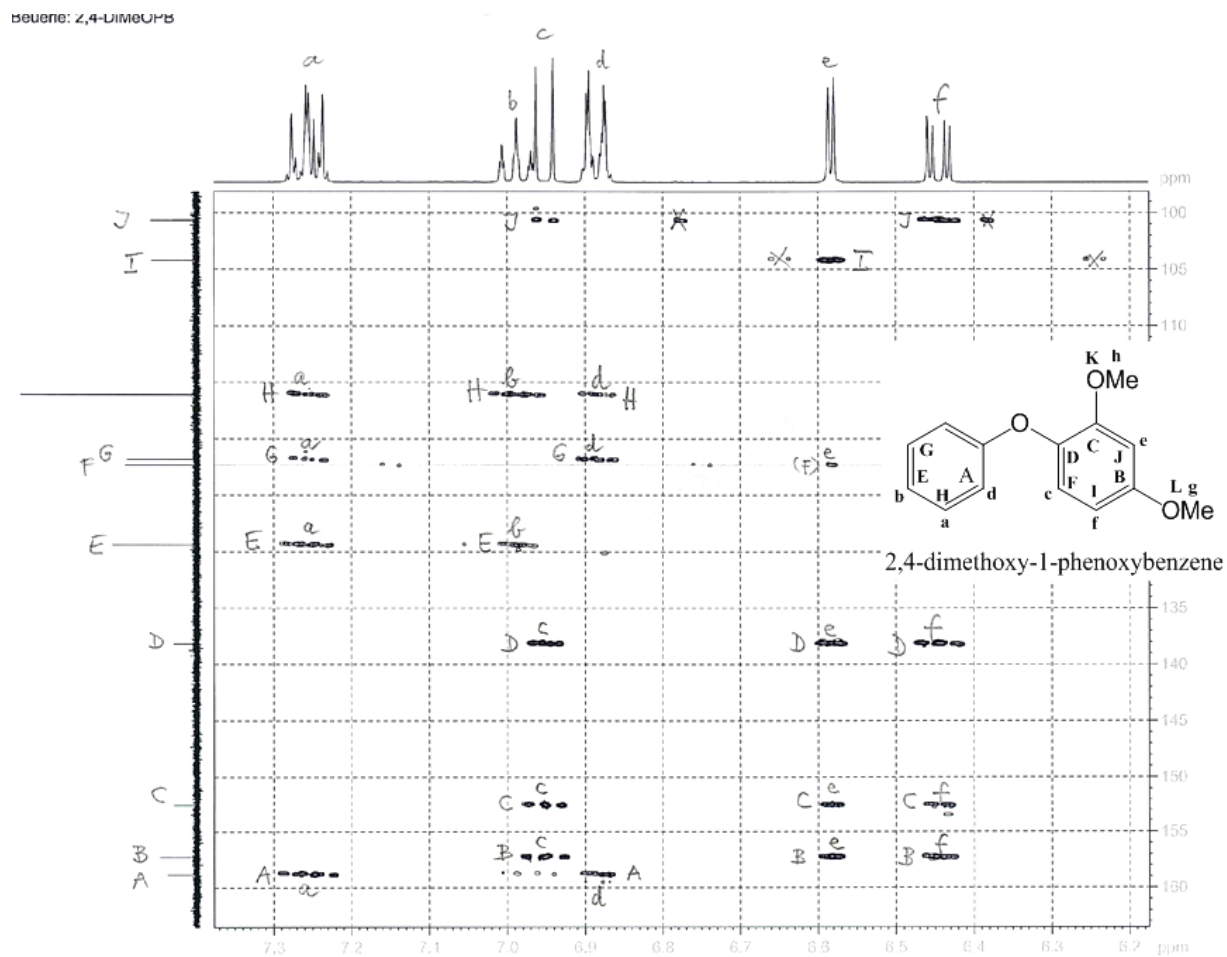 Beuerle: 2,4-DiMeOPB
a
b
c
d
e
f
ppm
J
J
X
J
X
100
I
X
I
X
105
110
H
H
a
H
b
d
H
G
F
G
a
G
d
(F)
e
E
E
a
E
b
D
D
c
D
e
D
f
135
140
145
150
C
C
c
C
e
C
f
155
B
B
c
B
e
B
f
A
A
a
d
A
160
7.3 7.2 7.1 7.0 6.9 6.8 6.7 6.6 6.5 6.4 6.3 6.2 ppm
K h
OMe
O
G
C
e
E
A
D
J
b
H
d
c
F
I
B
L g
a
f
OMe
2,4-dimethoxy-1-phenoxybenzene